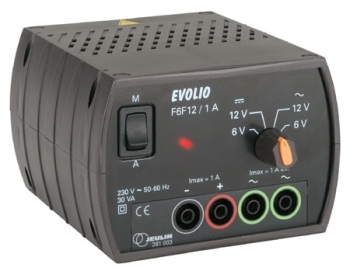 M
EVOLIO
F6F12 / 1 A
A
12 V
6 V
12 V
6 V
Imax = 1 A
Imax = 1 A
230 V ~ 50-60 Hz
30 VA
CE
JEULIN
281 003